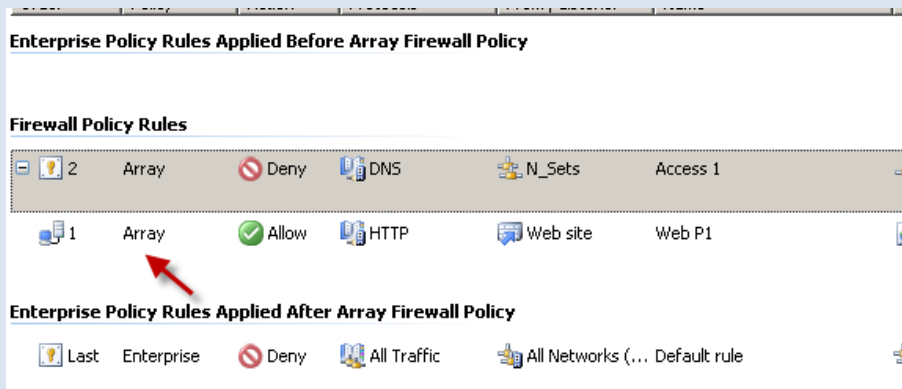 Enterprise Policy Rules Applied Before Array Firewall Policy
Firewall Policy Rules
2 Array Deny DNS N_Sets Access 1
1 Array Allow HTTP Web site Web P1
Enterprise Policy Rules Applied After Array Firewall Policy
Last Enterprise Deny All Traffic All Networks (... Default rule